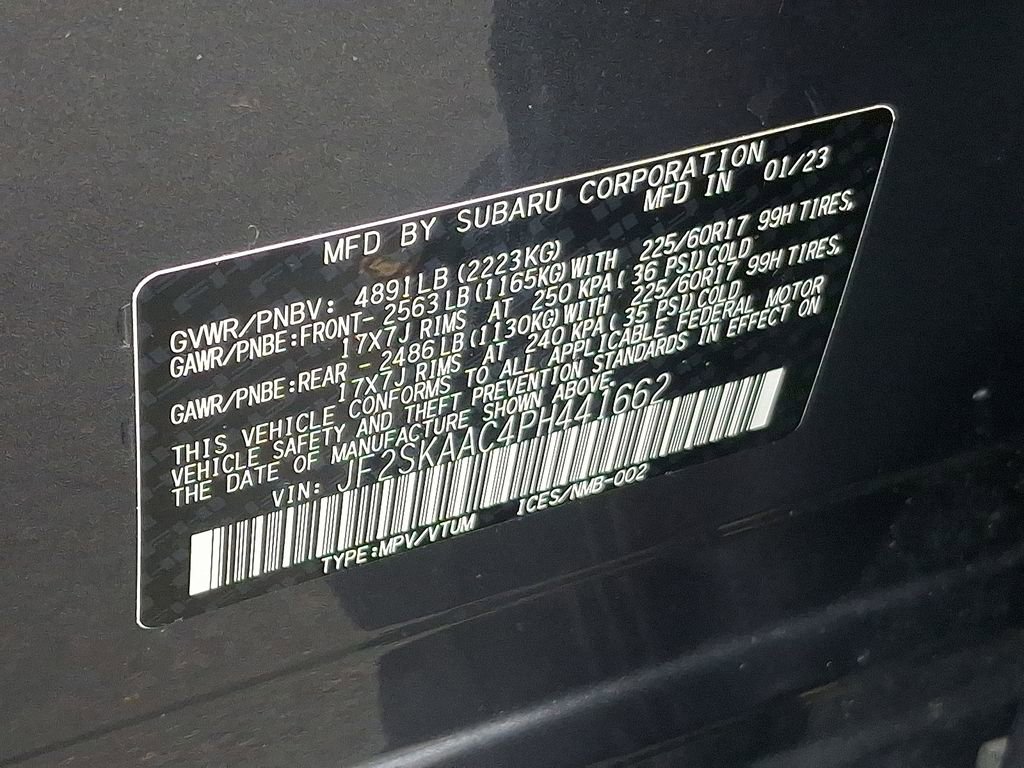 MFD BY SUBARU CORPORATION
MFD IN 01/23
GVWR/PNBV: 4891LB(2223KG)
GAWR/PNBE:FRONT- 2563LB(1165KG)WITH 225/60R17 99H TIRES,
17X7J RIMS AT 250 KPA(36 PSI)COLD
GAWR/PNBE:REAR - 2486LB(1130KG)WITH 225/60R17 99H TIRES,
17X7J RIMS AT 240 KPA(35 PSI)COLD
THIS VEHICLE CONFORMS TO ALL APPLICABLE FEDERAL MOTOR
VEHICLE SAFETY AND THEFT PREVENTION STANDARDS IN EFFECT ON
THE DATE OF MANUFACTURE SHOWN ABOVE.
VIN: JF2SKAAC4PH441662
TYPE:MPV/VTUM ICES/NMB-002